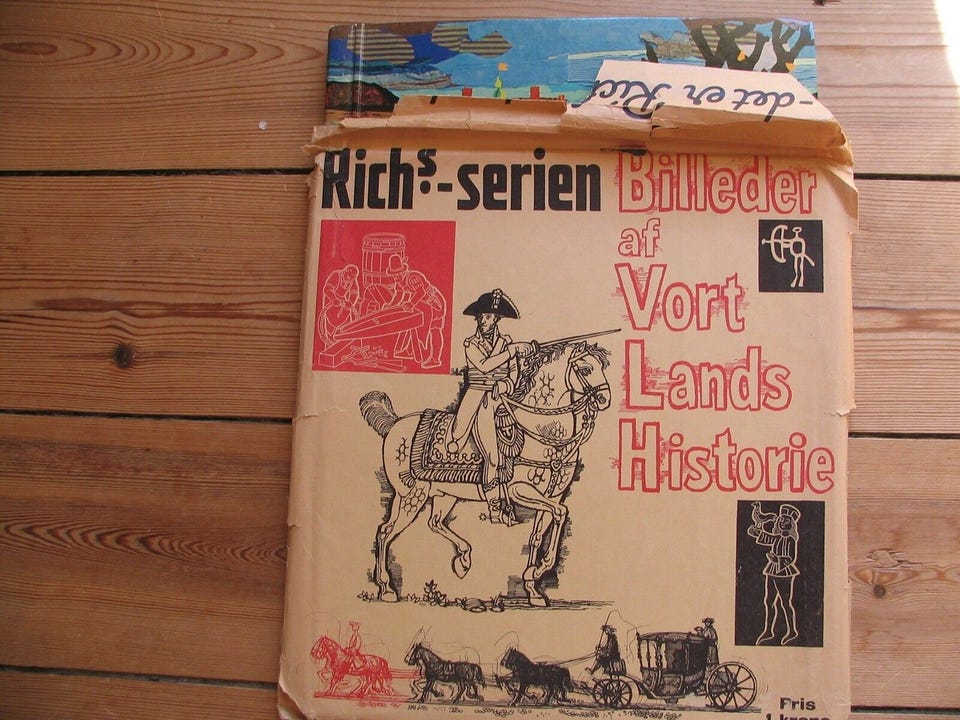 -det er Rich
Rich's-serien
Billeder
af
Vort
Lands
Historie
Pris
1 krone